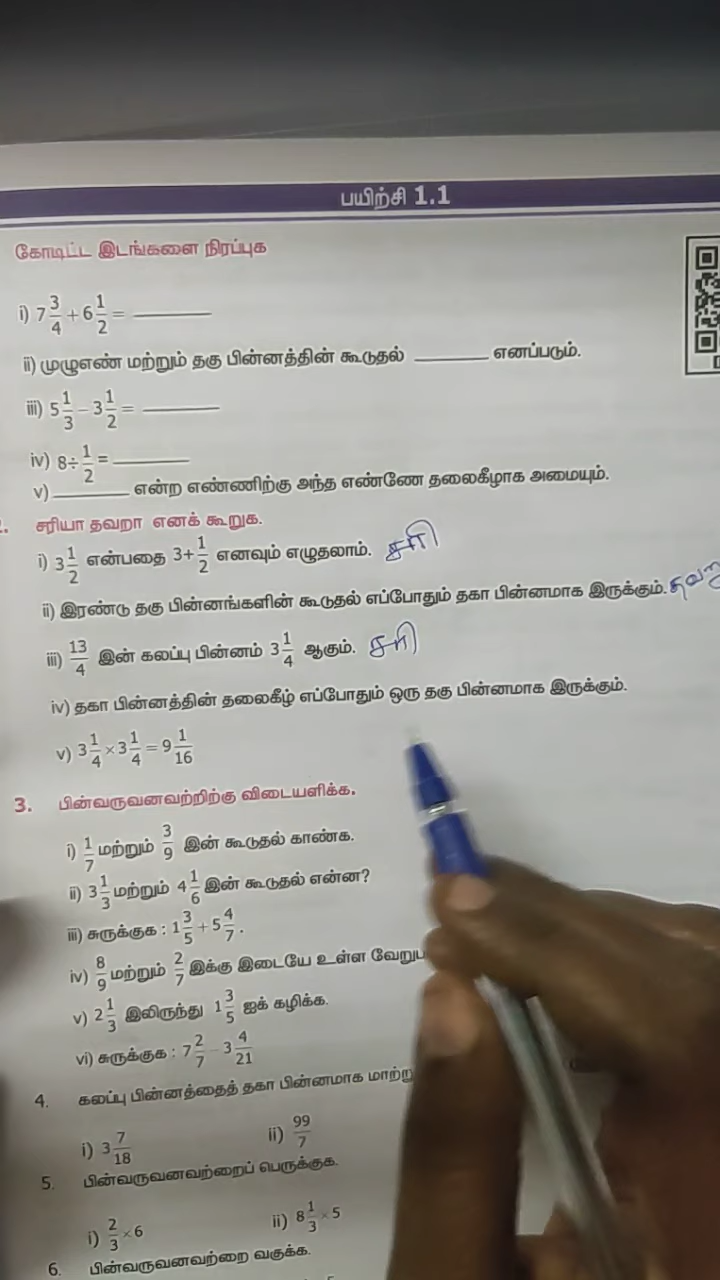 பயிற்சி 1.1
கோடிட்ட இடங்களை நிரப்புக
i) 7 3/4 + 6 1/2 = ________
ii) முழுஎண் மற்றும் தகு பின்னத்தின் கூடுதல் ________ எனப்படும்.
iii) 5 1/3 - 3 1/2 = ________
iv) 8 ÷ 1/2 = ________
v) ________ என்ற எண்ணிற்கு அந்த எண்ணே தலைகீழாக அமையும்.
சரியா தவறா எனக் கூறுக.
i) 3 1/2 என்பதை 3 + 1/2 எனவும் எழுதலாம். சரி
ii) இரண்டு தகு பின்னங்களின் கூடுதல் எப்போதும் தகா பின்னமாக இருக்கும்.
iii) 13/4 இன் கலப்பு பின்னம் 3 1/4 ஆகும். சரி
iv) தகா பின்னத்தின் தலைகீழ் எப்போதும் ஒரு தகு பின்னமாக இருக்கும்.
v) 3 1/4 × 3 1/4 = 9 1/16
3. பின்வருவனவற்றிற்கு விடையளிக்க.
i) 1/7 மற்றும் 3/9 இன் கூடுதல் காண்க.
ii) 3 1/3 மற்றும் 4 1/6 இன் கூடுதல் என்ன?
iii) சுருக்குக : 1 3/5 + 5 4/7 .
iv) 8/9 மற்றும் 2/7 இக்கு இடையே உள்ள
v) 2 1/3 இலிருந்து 1 3/5 ஐக் கழிக்க.
vi) சுருக்குக : 7 2/7 - 3 4/21
4. கலப்பு பின்னத்தைத் தகா பின்னமாக
i) 3 7/18 ii) 99/7
5. பின்வருவனவற்றைப் பெருக்குக.
i) 2/3 × 6 ii) 8 1/3 × 5
6. பின்வருவனவற்றை வகுக்க.